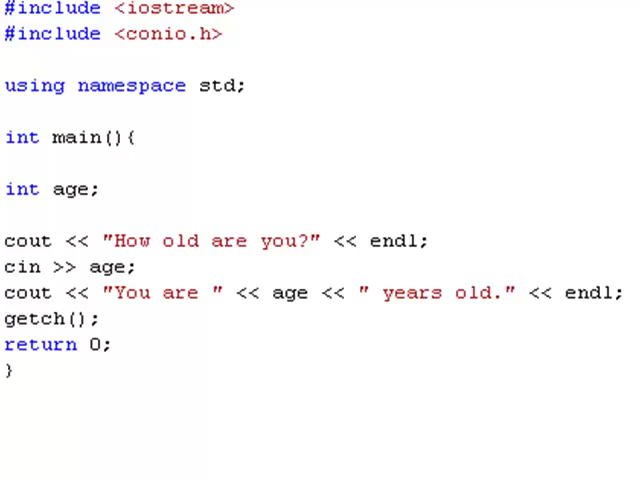 #include <iostream>
#include <conio.h>
using namespace std;
int main(){
int age;
cout << "How old are you?" << endl;
cin >> age;
cout << "You are " << age << " years old." << endl;
getch();
return 0;
}